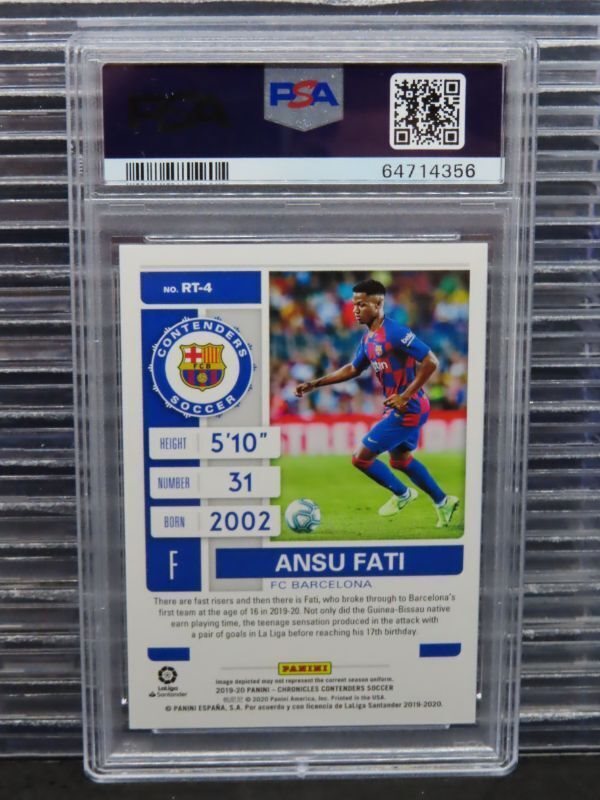 PSA
PSA
64714356
NO. RT-4
CONTENDERS
FCB
SOCCER
HEIGHT 5'10"
NUMBER 31
BORN 2002
F
ANSU FATI
FC BARCELONA
There are fast risers and then there is Fati, who broke through to Barcelona's
first team at the age of 16 in 2019-20. Not only did the Guinea-Bissau native
earn playing time, the teenage sensation produced in the attack with
a pair of goals in La Liga before reaching his 17th birthday.
PANINI
LaLiga
Santander
Image depicted may not represent the current season uniform.
2019-20 PANINI - CHRONICLES CONTENDERS SOCCER
© 2020 Panini America, Inc. Printed in the USA.
© PANINI ESPAÑA, S.A. Por acuerdo y con licencia de LaLiga Santander 2019-2020.